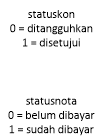 statuskon
0 = ditangguhkan
1 = disetujui
statusnota
0 = belum dibayar
1 = sudah dibayar